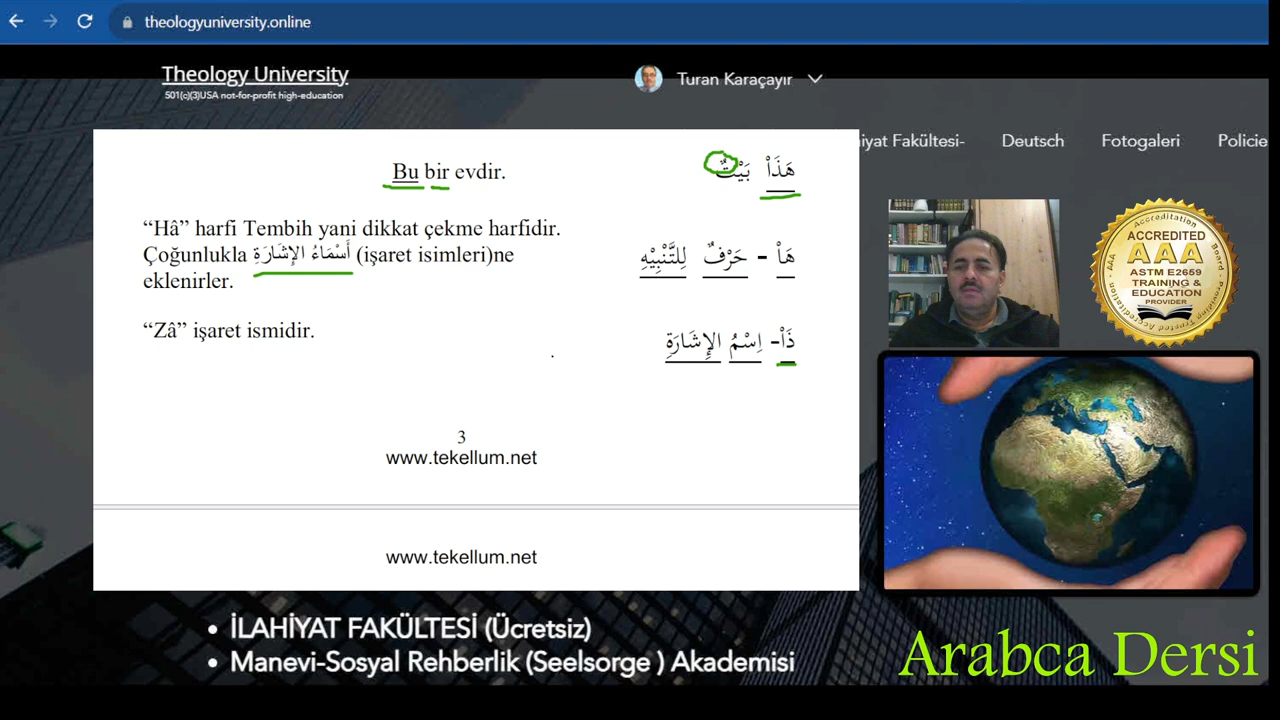 theologyuniversity.online
Theology University
501(c)(3)USA not-for-profit high-education
Turan Karaçayır
iyat Fakültesi-
Deutsch
Fotogaleri
Policie
Bu bir evdir.
هَذَاْ بَيْتٌ
“Hâ” harfi Tembih yani dikkat çekme harfidir.
Çoğunlukla أَسْمَاءُ الإِشَارَةِ (işaret isimleri)ne
eklenirler.
هَاْ - حَرْفٌ لِلتَّنْبِيْهِ
“Zâ” işaret ismidir.
ذَاْ- اِسْمُ الإِشَارَةِ
3
www.tekellum.net
www.tekellum.net
ACCREDITED
AAA
ASTM E2659
TRAINING &
EDUCATION
PROVIDER
İLAHİYAT FAKÜLTESİ (Ücretsiz)
Manevi-Sosyal Rehberlik (Seelsorge ) Akademisi
Arabca Dersi